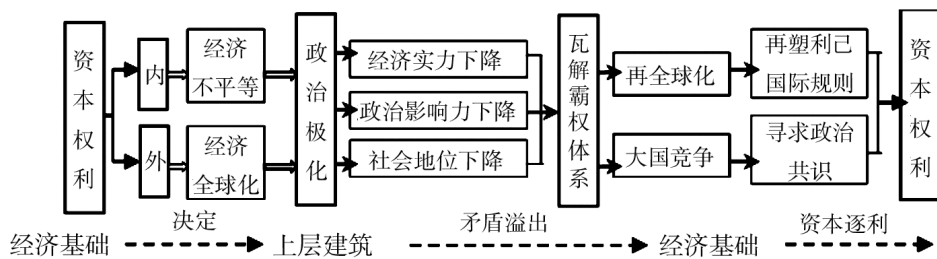 资本权利
内
经济
不平等
外
经济
全球化
政治极化
经济实力下降
政治影响力下降
社会地位下降
瓦解霸权体系
再全球化
再塑利己
国际规则
大国竞争
寻求政治
共识
资本权利
经济基础
决定
上层建筑
矛盾溢出
经济基础
资本逐利